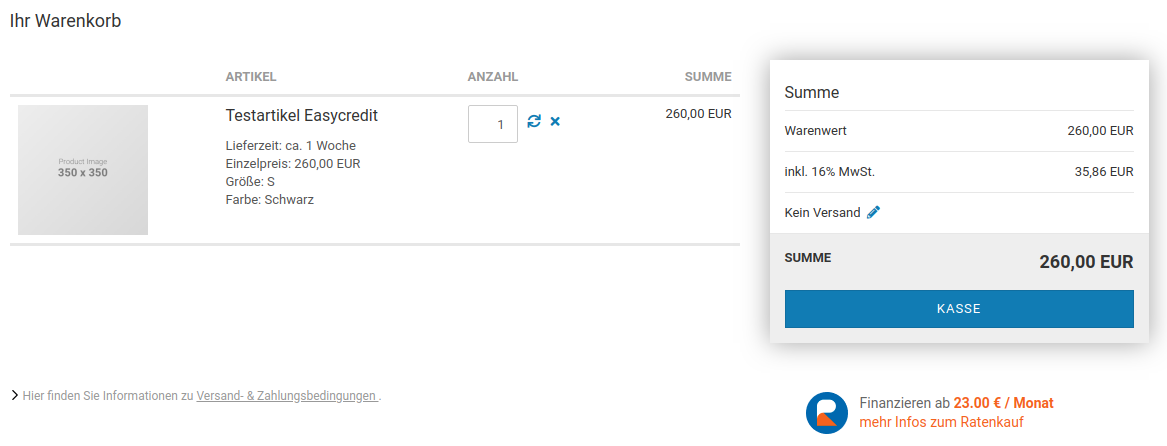 Ihr Warenkorb
ARTIKEL ANZAHL SUMME
Product Image
350 x 350
Testartikel Easycredit
Lieferzeit: ca. 1 Woche
Einzelpreis: 260,00 EUR
Größe: S
Farbe: Schwarz
1
260,00 EUR
Summe
Warenwert 260,00 EUR
inkl. 16% MwSt. 35,86 EUR
Kein Versand
SUMME 260,00 EUR
KASSE
Hier finden Sie Informationen zu Versand- & Zahlungsbedingungen .
Finanzieren ab 23.00 € / Monat
mehr Infos zum Ratenkauf